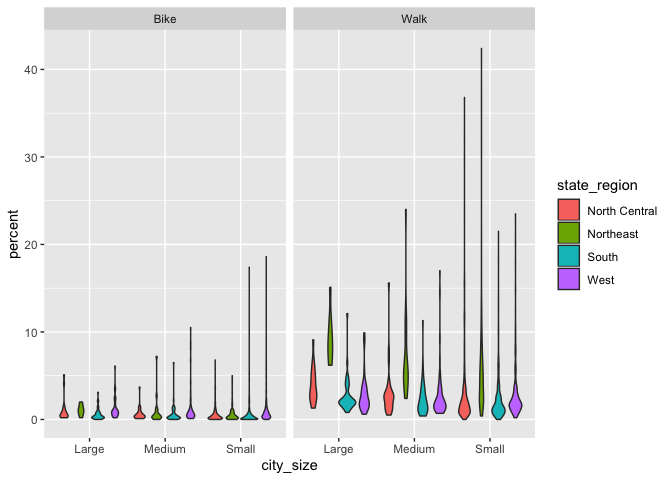 Bike
Walk
40
30
20
10
0
percent
Large
Medium
Small
Large
Medium
Small
city_size
state_region
North Central
Northeast
South
West